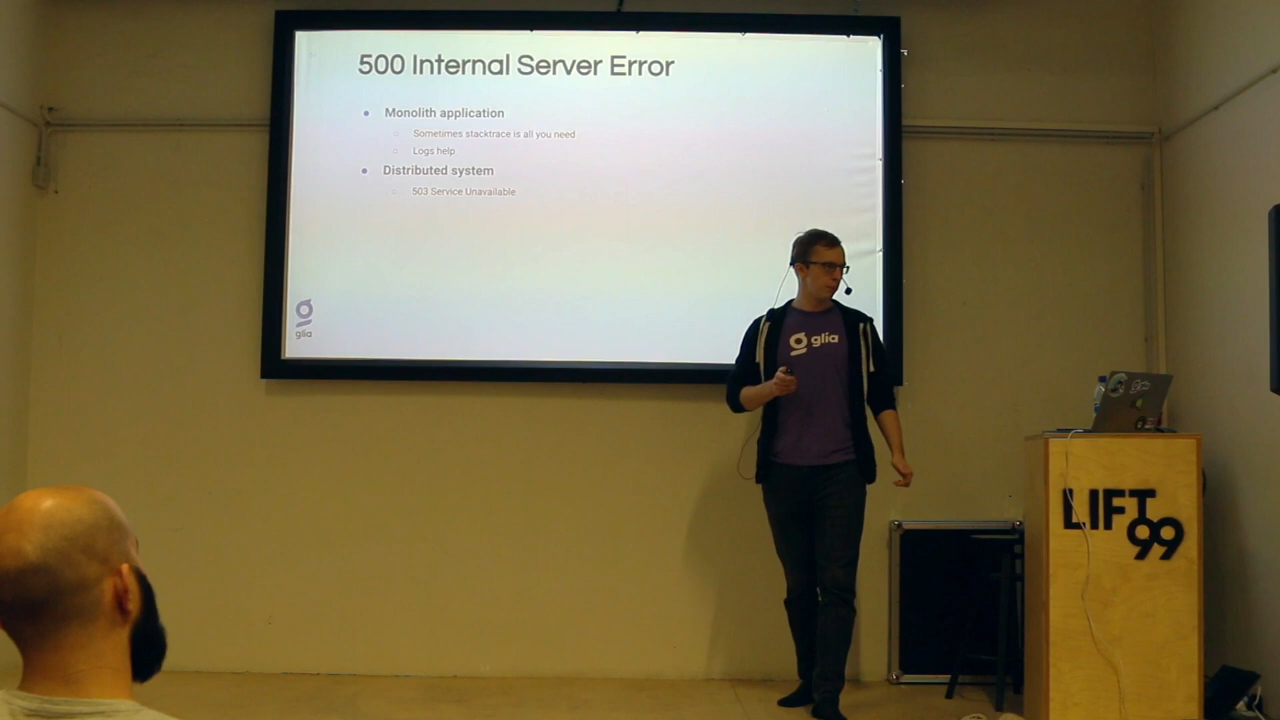 500 Internal Server Error
Monolith application
Sometimes stacktrace is all you need
Logs help
Distributed system
503 Service Unavailable
glia
glia
LIFT
99